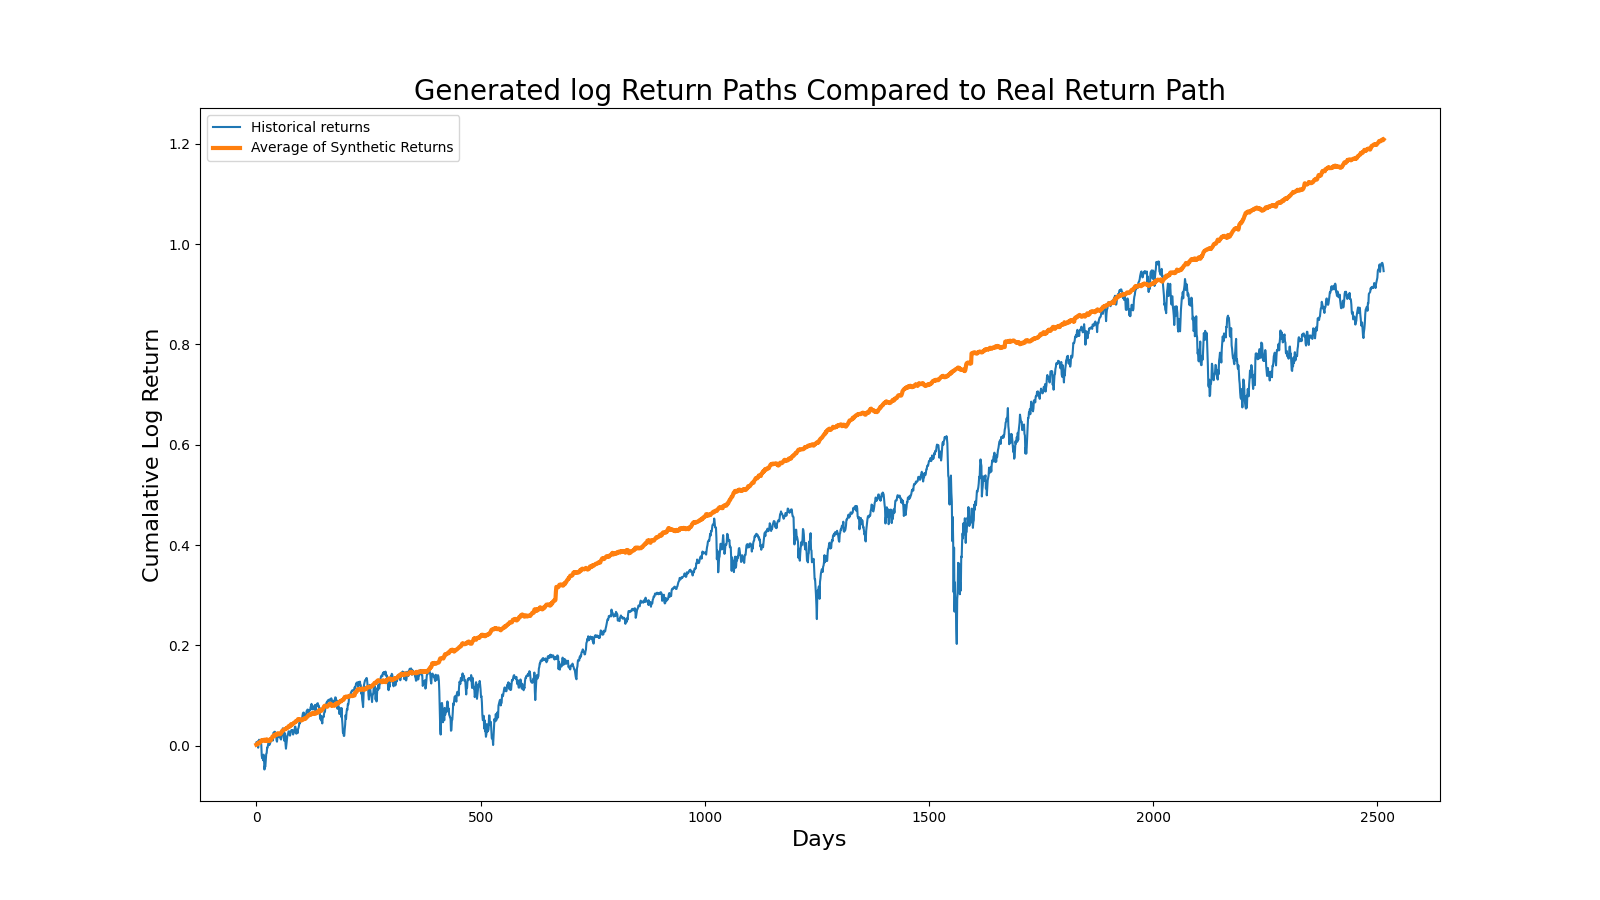 Generated log Return Paths Compared to Real Return Path
Historical returns
Average of Synthetic Returns
Cumalative Log Return
1.2
1.0
0.8
0.6
0.4
0.2
0.0
0 500 1000 1500 2000 2500
Days